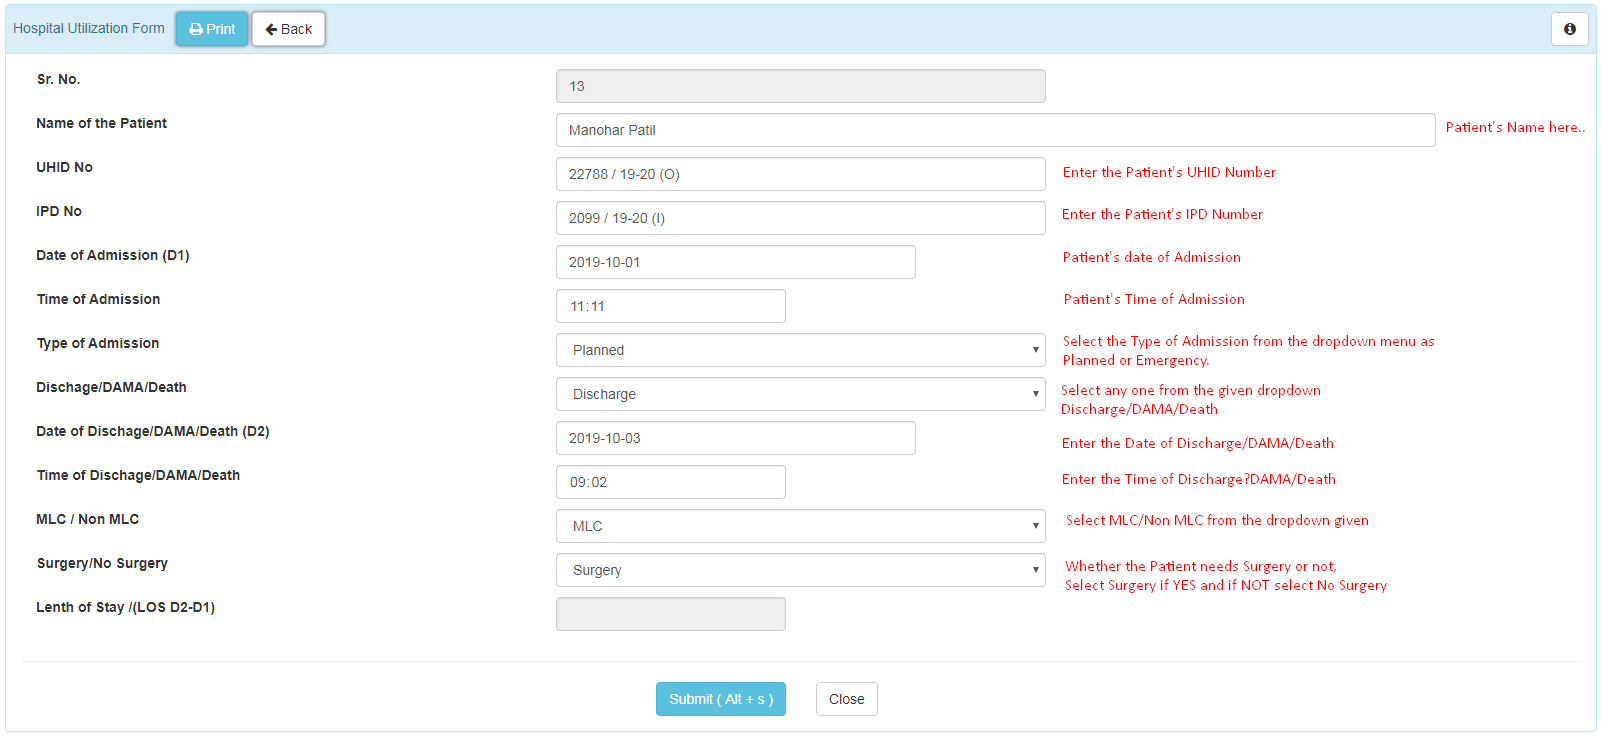 Hospital Utilization Form Print Back
Sr. No. 13
Name of the Patient Manohar Patil Patient's Name here..
UHID No 22788 / 19-20 (O) Enter the Patient's UHID Number
IPD No 2099 / 19-20 (I) Enter the Patient's IPD Number
Date of Admission (D1) 2019-10-01 Patient's date of Admission
Time of Admission 11:11 Patient's Time of Admission
Type of Admission Planned Select the Type of Admission from the dropdown menu as
Planned or Emergency.
Dischage/DAMA/Death Discharge Select any one from the given dropdown
Discharge/DAMA/Death
Date of Dischage/DAMA/Death (D2) 2019-10-03 Enter the Date of Discharge/DAMA/Death
Time of Dischage/DAMA/Death 09:02 Enter the Time of Discharge?DAMA/Death
MLC / Non MLC MLC Select MLC/Non MLC from the dropdown given
Surgery/No Surgery Surgery Whether the Patient needs Surgery or not,
Select Surgery if YES and if NOT select No Surgery
Lenth of Stay /(LOS D2-D1)
Submit ( Alt + s ) Close